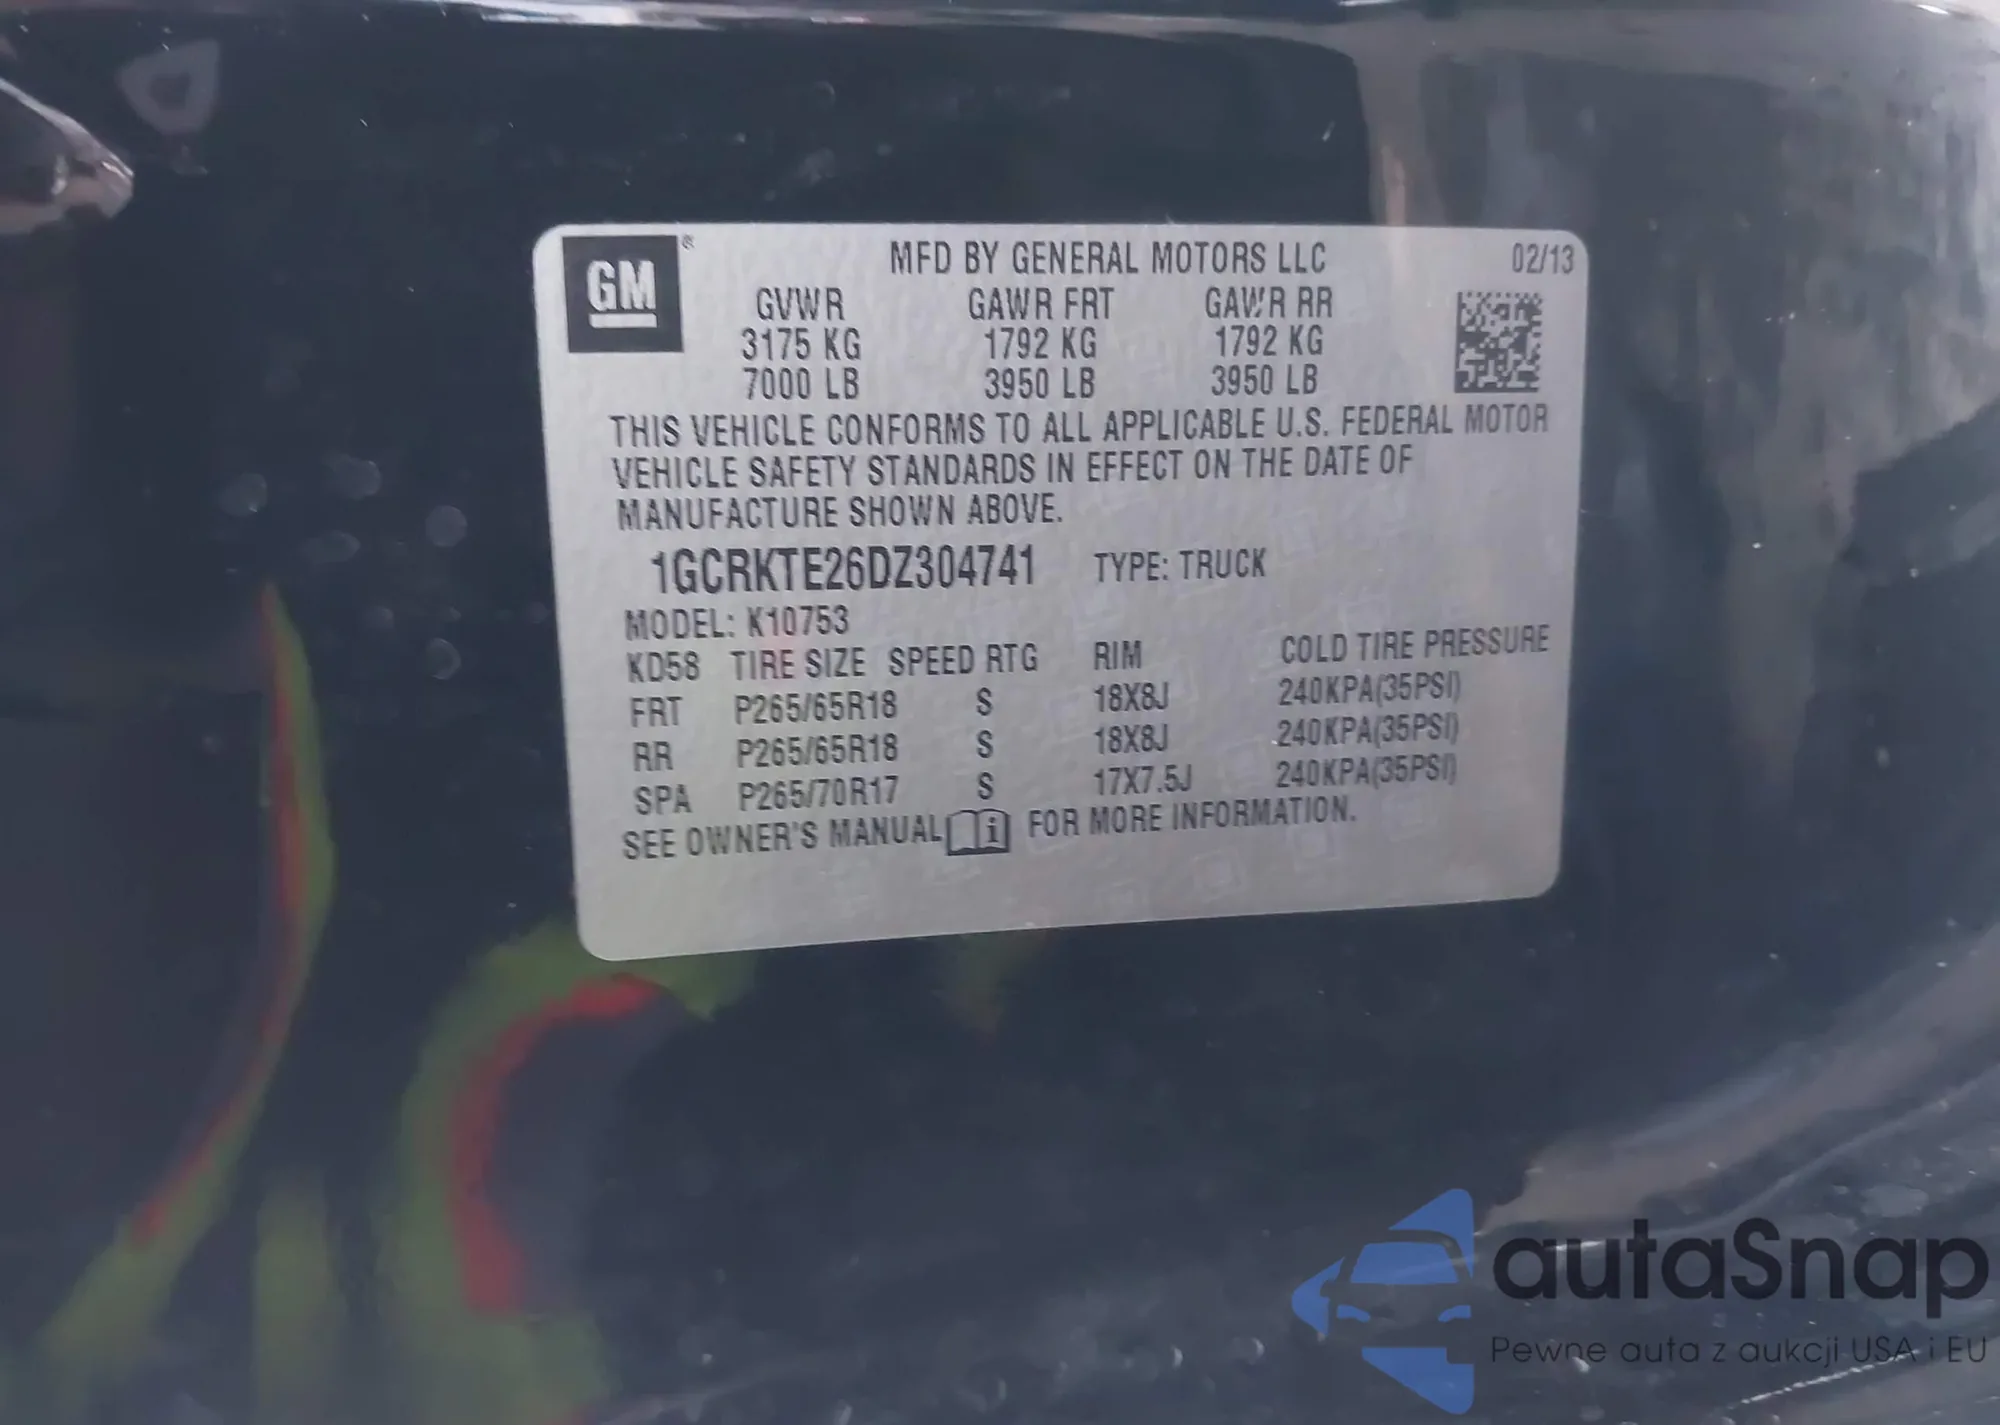 GM®
MFD BY GENERAL MOTORS LLC 02/13
GVWR GAWR FRT GAWR RR
3175 KG 1792 KG 1792 KG
7000 LB 3950 LB 3950 LB
THIS VEHICLE CONFORMS TO ALL APPLICABLE U.S. FEDERAL MOTOR
VEHICLE SAFETY STANDARDS IN EFFECT ON THE DATE OF
MANUFACTURE SHOWN ABOVE.
1GCRKTE26DZ304741 TYPE: TRUCK
MODEL: K10753
KD58 TIRE SIZE SPEED RTG RIM COLD TIRE PRESSURE
FRT P265/65R18 S 18X8J 240KPA(35PSI)
RR P265/65R18 S 18X8J 240KPA(35PSI)
SPA P265/70R17 S 17X7.5J 240KPA(35PSI)
SEE OWNER'S MANUAL i FOR MORE INFORMATION.
autaSnap
Pewne auta z aukcji USA i EU